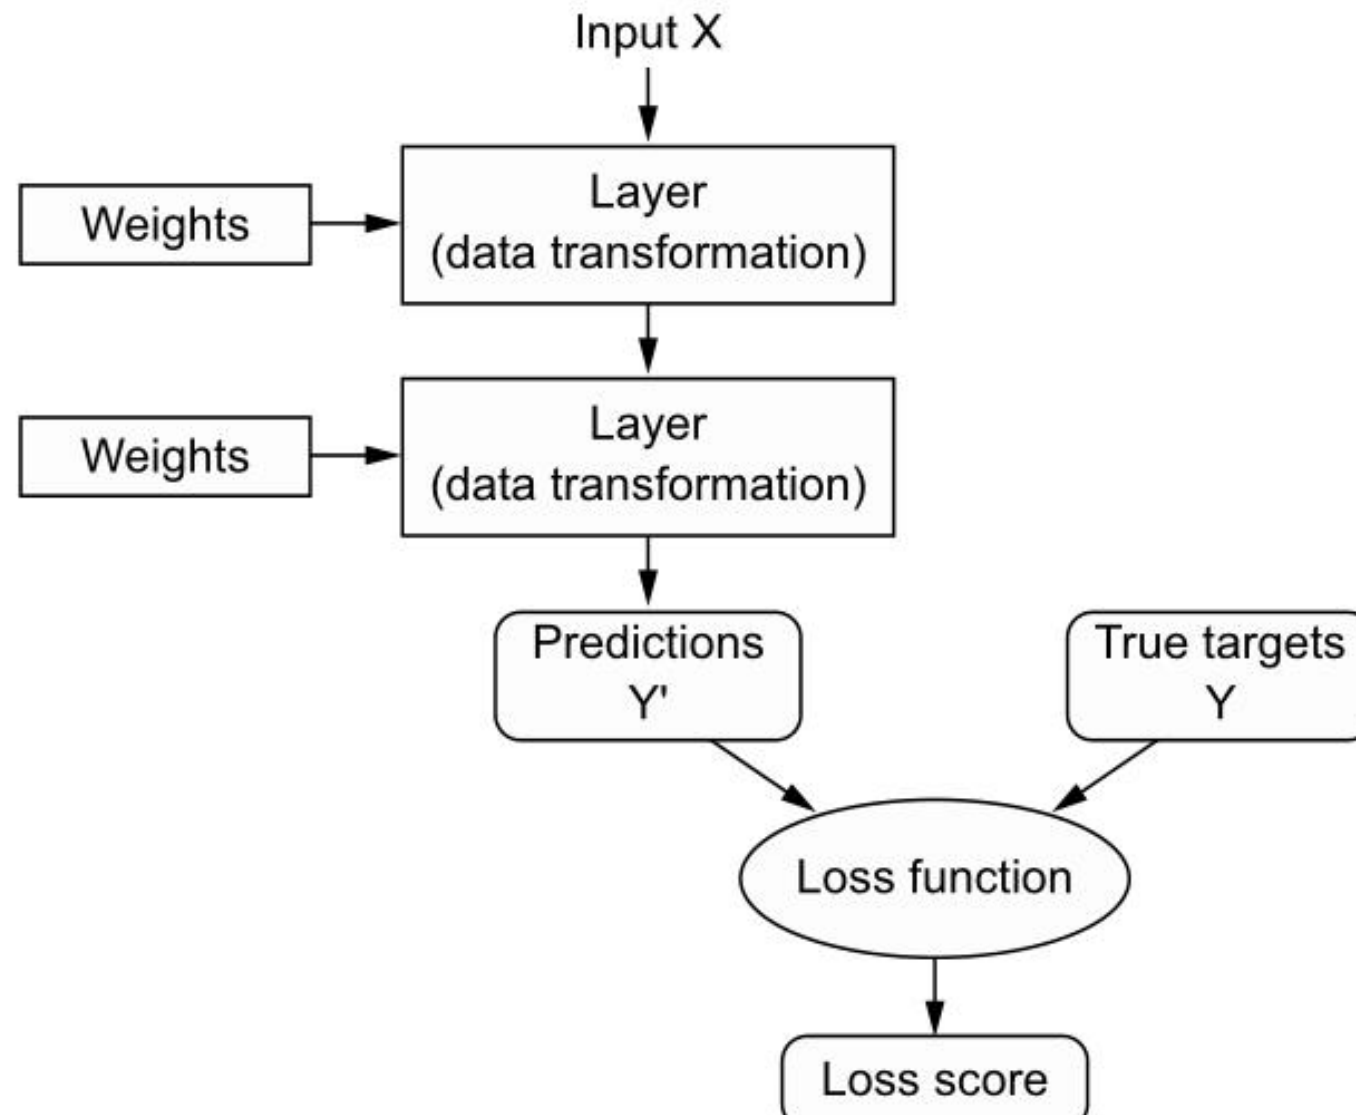 Input X
Layer
Weights
(data transformation)
Layer
Weights
(data transformation)
Predictions
Y'
True targets
Y
Loss function
Loss score